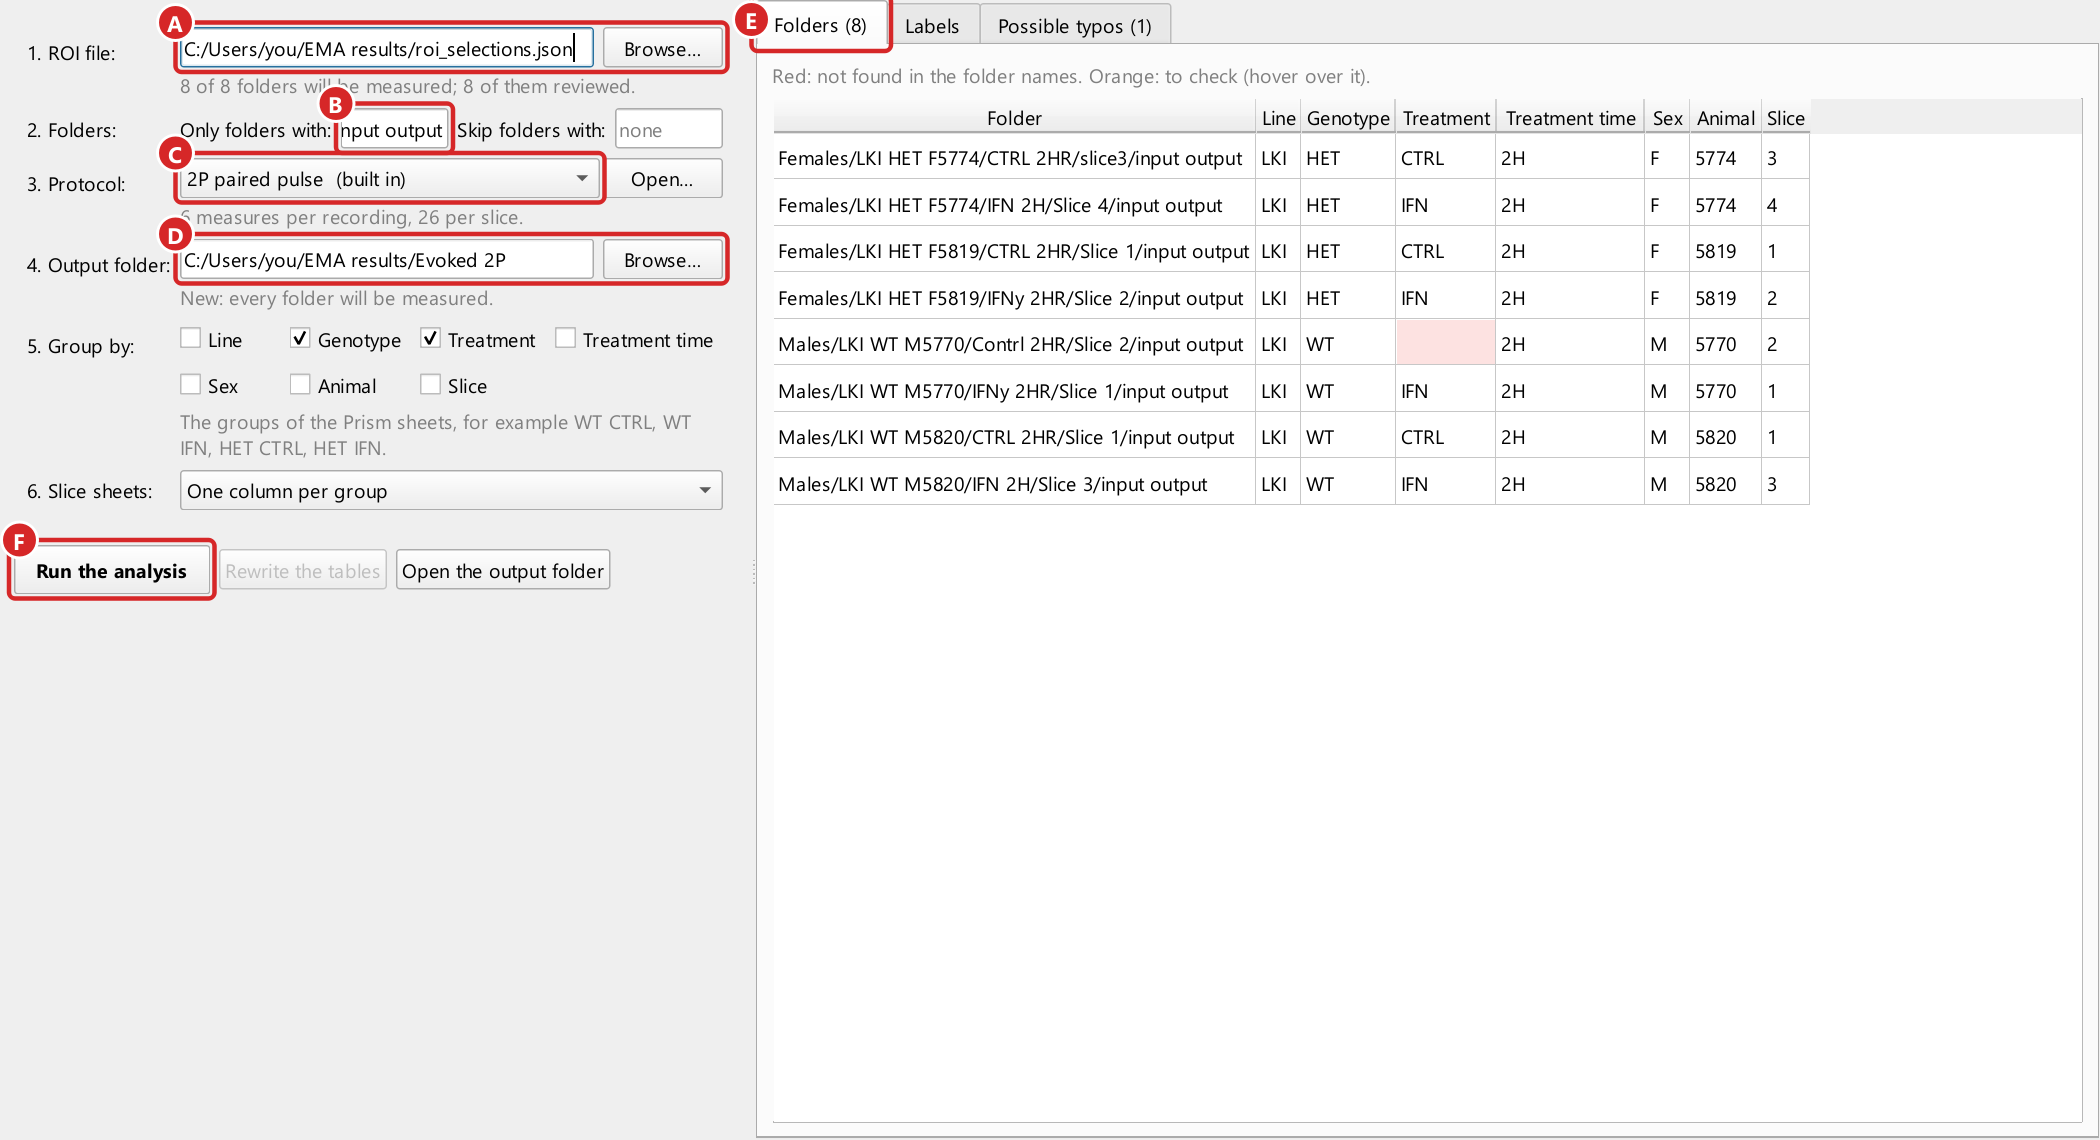 A
1. ROI file:
C:/Users/you/EMA results/roi_selections.json
Browse...
8 of 8 folders will be measured; 8 of them reviewed.
B
2. Folders:
Only folders with:
nput output
Skip folders with:
none
C
3. Protocol:
2P paired pulse (built in)
Open...
6 measures per recording, 26 per slice.
D
4. Output folder:
C:/Users/you/EMA results/Evoked 2P
Browse...
New: every folder will be measured.
5. Group by:
Line
Genotype
Treatment
Treatment time
Sex
Animal
Slice
The groups of the Prism sheets, for example WT CTRL, WT
IFN, HET CTRL, HET IFN.
6. Slice sheets:
One column per group
F
Run the analysis
Rewrite the tables
Open the output folder
E
Folders (8)
Labels
Possible typos (1)
Red: not found in the folder names. Orange: to check (hover over it).
Folder Line Genotype Treatment Treatment time Sex Animal Slice
Females/LKI HET F5774/CTRL 2HR/slice3/input output LKI HET CTRL 2H F 5774 3
Females/LKI HET F5774/IFN 2H/Slice 4/input output LKI HET IFN 2H F 5774 4
Females/LKI HET F5819/CTRL 2HR/Slice 1/input output LKI HET CTRL 2H F 5819 1
Females/LKI HET F5819/IFNy 2HR/Slice 2/input output LKI HET IFN 2H F 5819 2
Males/LKI WT M5770/Contrl 2HR/Slice 2/input output LKI WT 2H M 5770 2
Males/LKI WT M5770/IFNy 2HR/Slice 1/input output LKI WT IFN 2H M 5770 1
Males/LKI WT M5820/CTRL 2HR/Slice 1/input output LKI WT CTRL 2H M 5820 1
Males/LKI WT M5820/IFN 2H/Slice 3/input output LKI WT IFN 2H M 5820 3